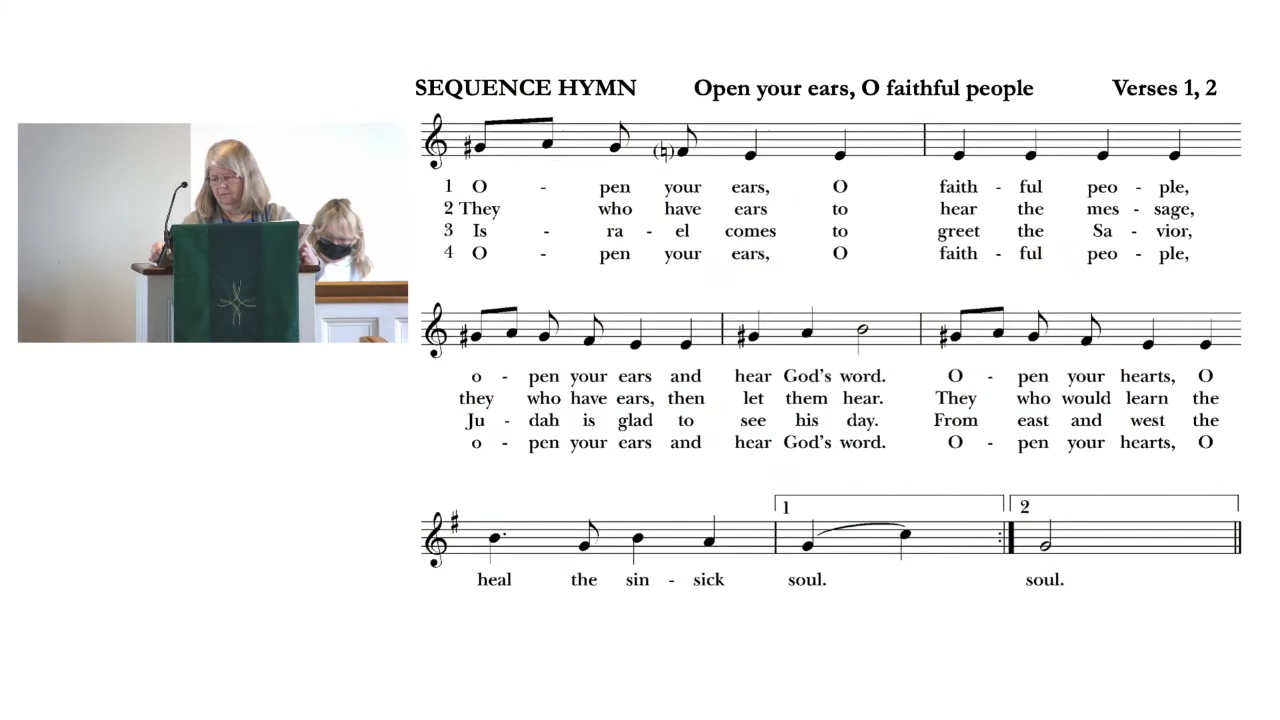 SEQUENCE HYMN Open your ears, O faithful people Verses 1, 2
1 O - pen your ears, O faith - ful peo - ple,
2 They who have ears to hear the mes - sage,
3 Is - ra - el comes to greet the Sa - vior,
4 O - pen your ears, O faith - ful peo - ple,
o - pen your ears and hear God's word. O - pen your hearts, O
they who have ears, then let them hear. They who would learn the
Ju - dah is glad to see his day. From east and west the
o - pen your ears and hear God's word. O - pen your hearts, O
1 2
heal the sin - sick soul. soul.